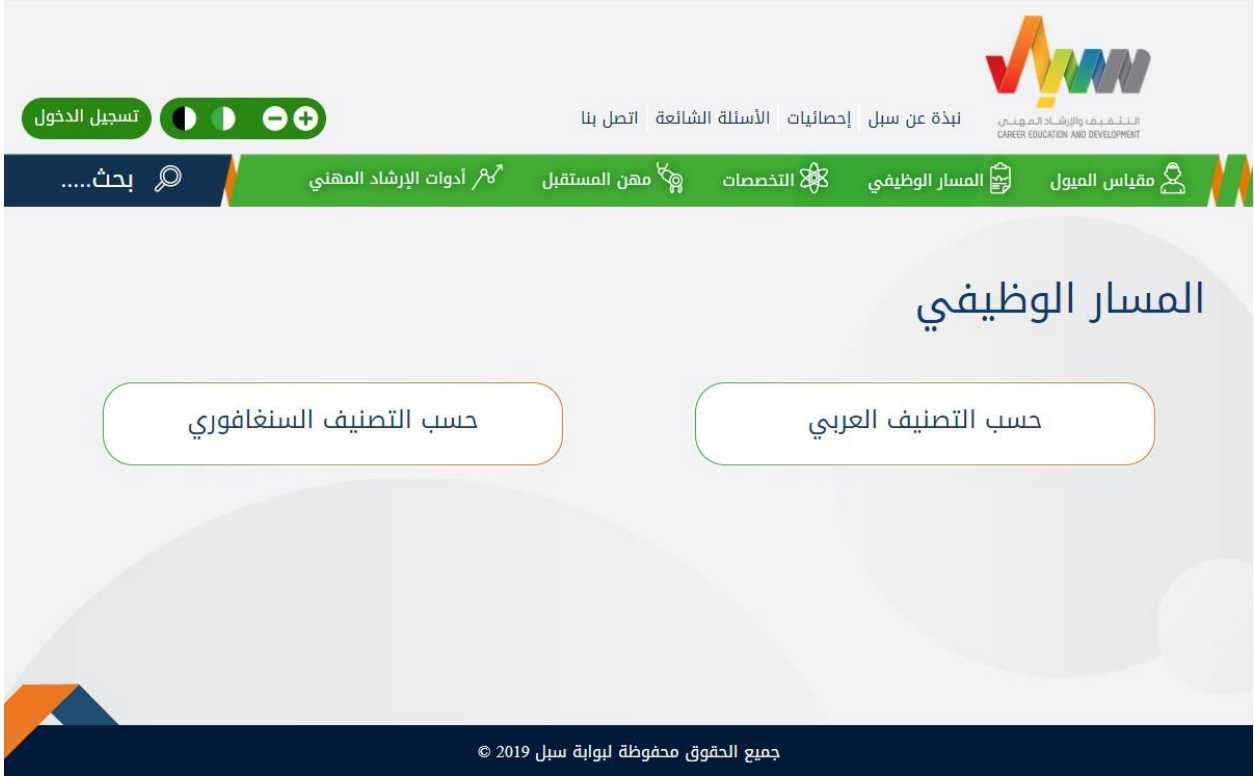 سبل
التثقيف والإرشاد المهني
CAREER EDUCATION AND DEVELOPMENT
نبذة عن سبل إحصائيات الأسئلة الشائعة اتصل بنا
تسجيل الدخول
مقياس الميول المسار الوظيفي التخصصات مهن المستقبل أدوات الإرشاد المهني بحث.....
المسار الوظيفي
حسب التصنيف العربي حسب التصنيف السنغافوري
جميع الحقوق محفوظة لبوابة سبل 2019 ©